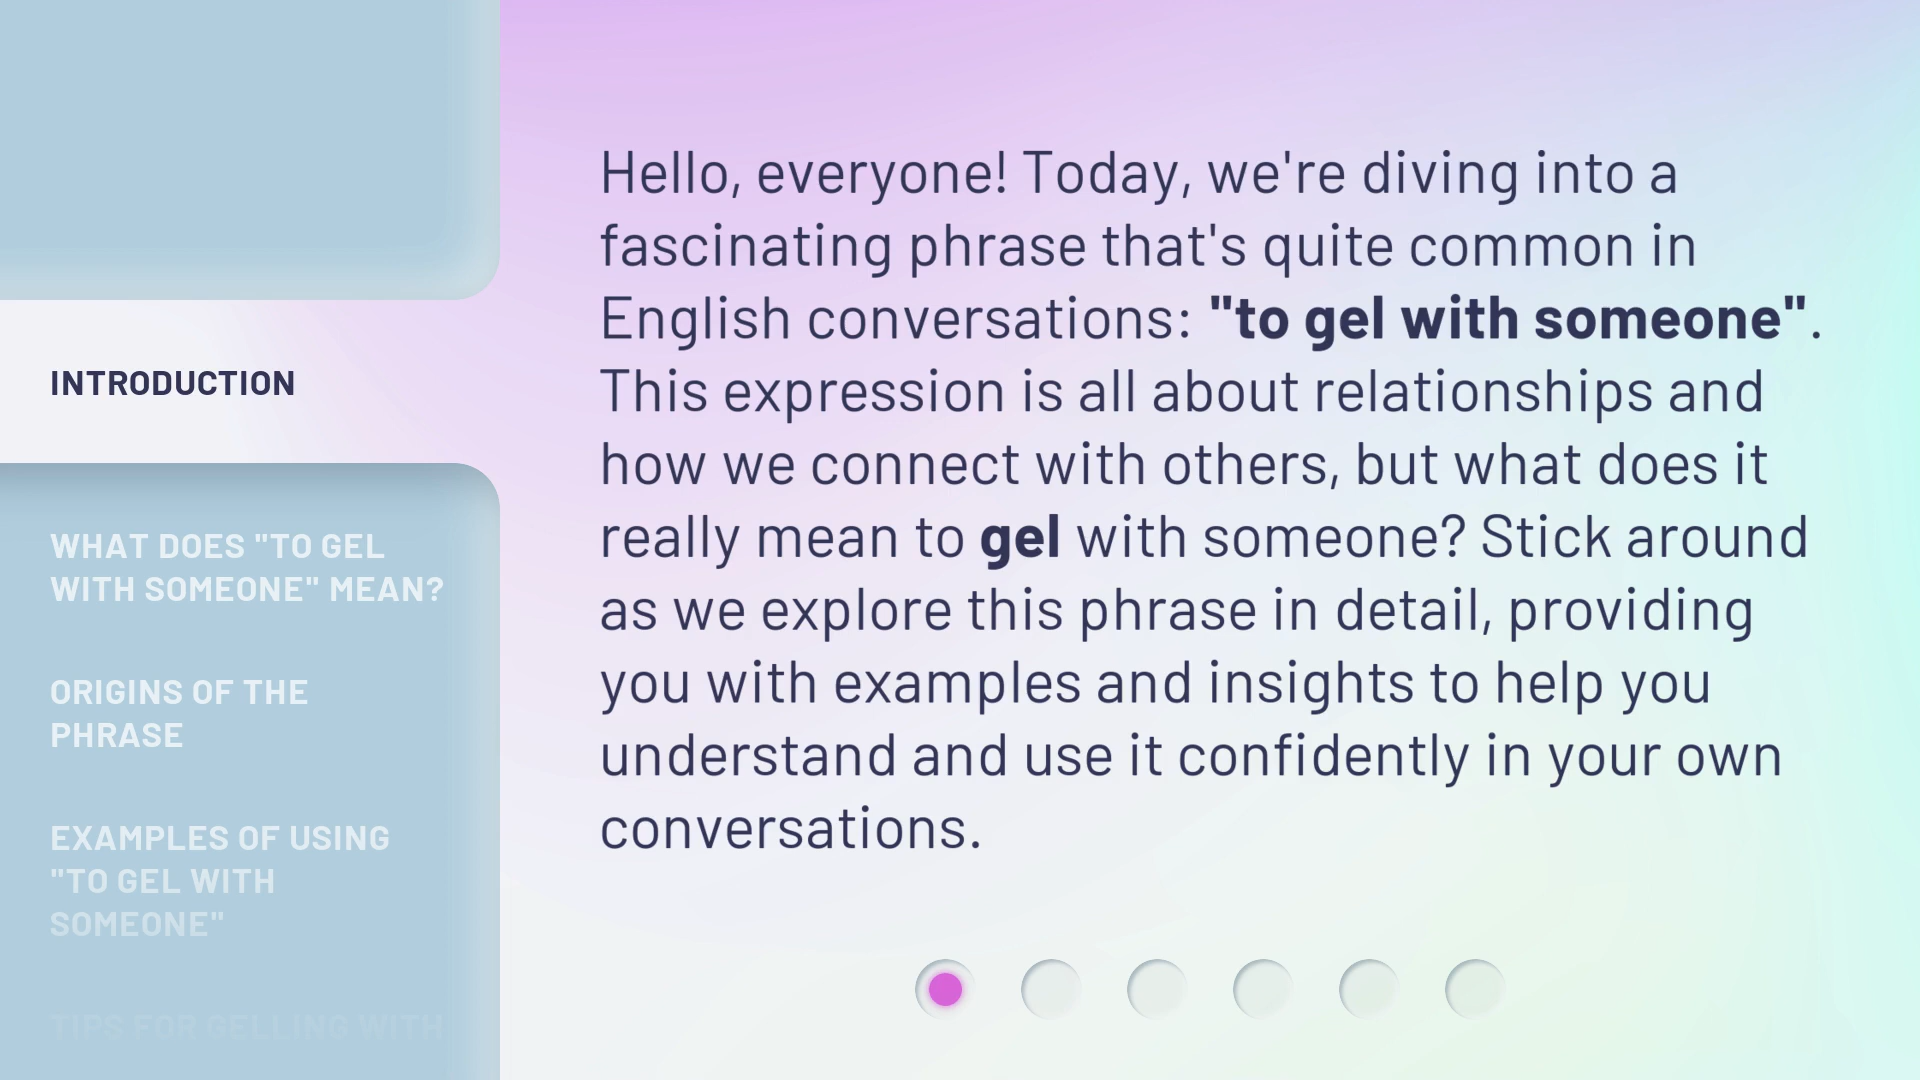 INTRODUCTION
WHAT DOES "TO GEL
WITH SOMEONE" MEAN?
ORIGINS OF THE
PHRASE
EXAMPLES OF USING
"TO GEL WITH
SOMEONE"
TIPS FOR GELLING WITH
Hello, everyone! Today, we're diving into a
fascinating phrase that's quite common in
English conversations: "to gel with someone".
This expression is all about relationships and
how we connect with others, but what does it
really mean to gel with someone? Stick around
as we explore this phrase in detail, providing
you with examples and insights to help you
understand and use it confidently in your own
conversations.